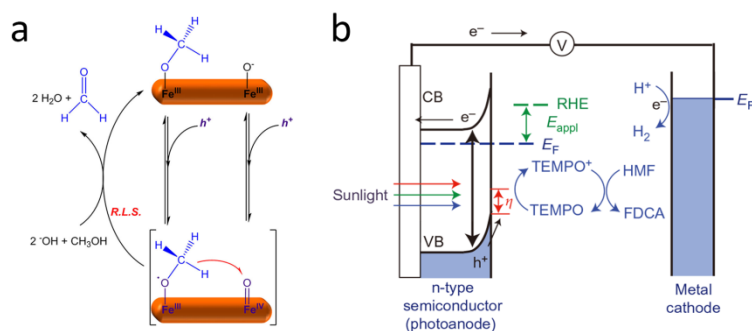 a
H
H
H
O
O
O⁻
2 H₂O +
H
H
Fe^III
Fe^III
h⁺
h⁺
R.L.S.
2 ⁻OH + CH₃OH
H
H
H
·O
O
Fe^III
Fe^IV
b
e⁻
V
CB
e⁻
RHE
E_appl
E_F
H⁺
e⁻
H₂
E_F
Sunlight
TEMPO⁺
HMF
η
TEMPO
FDCA
VB
h⁺
n-type
semiconductor
(photoanode)
Metal
cathode